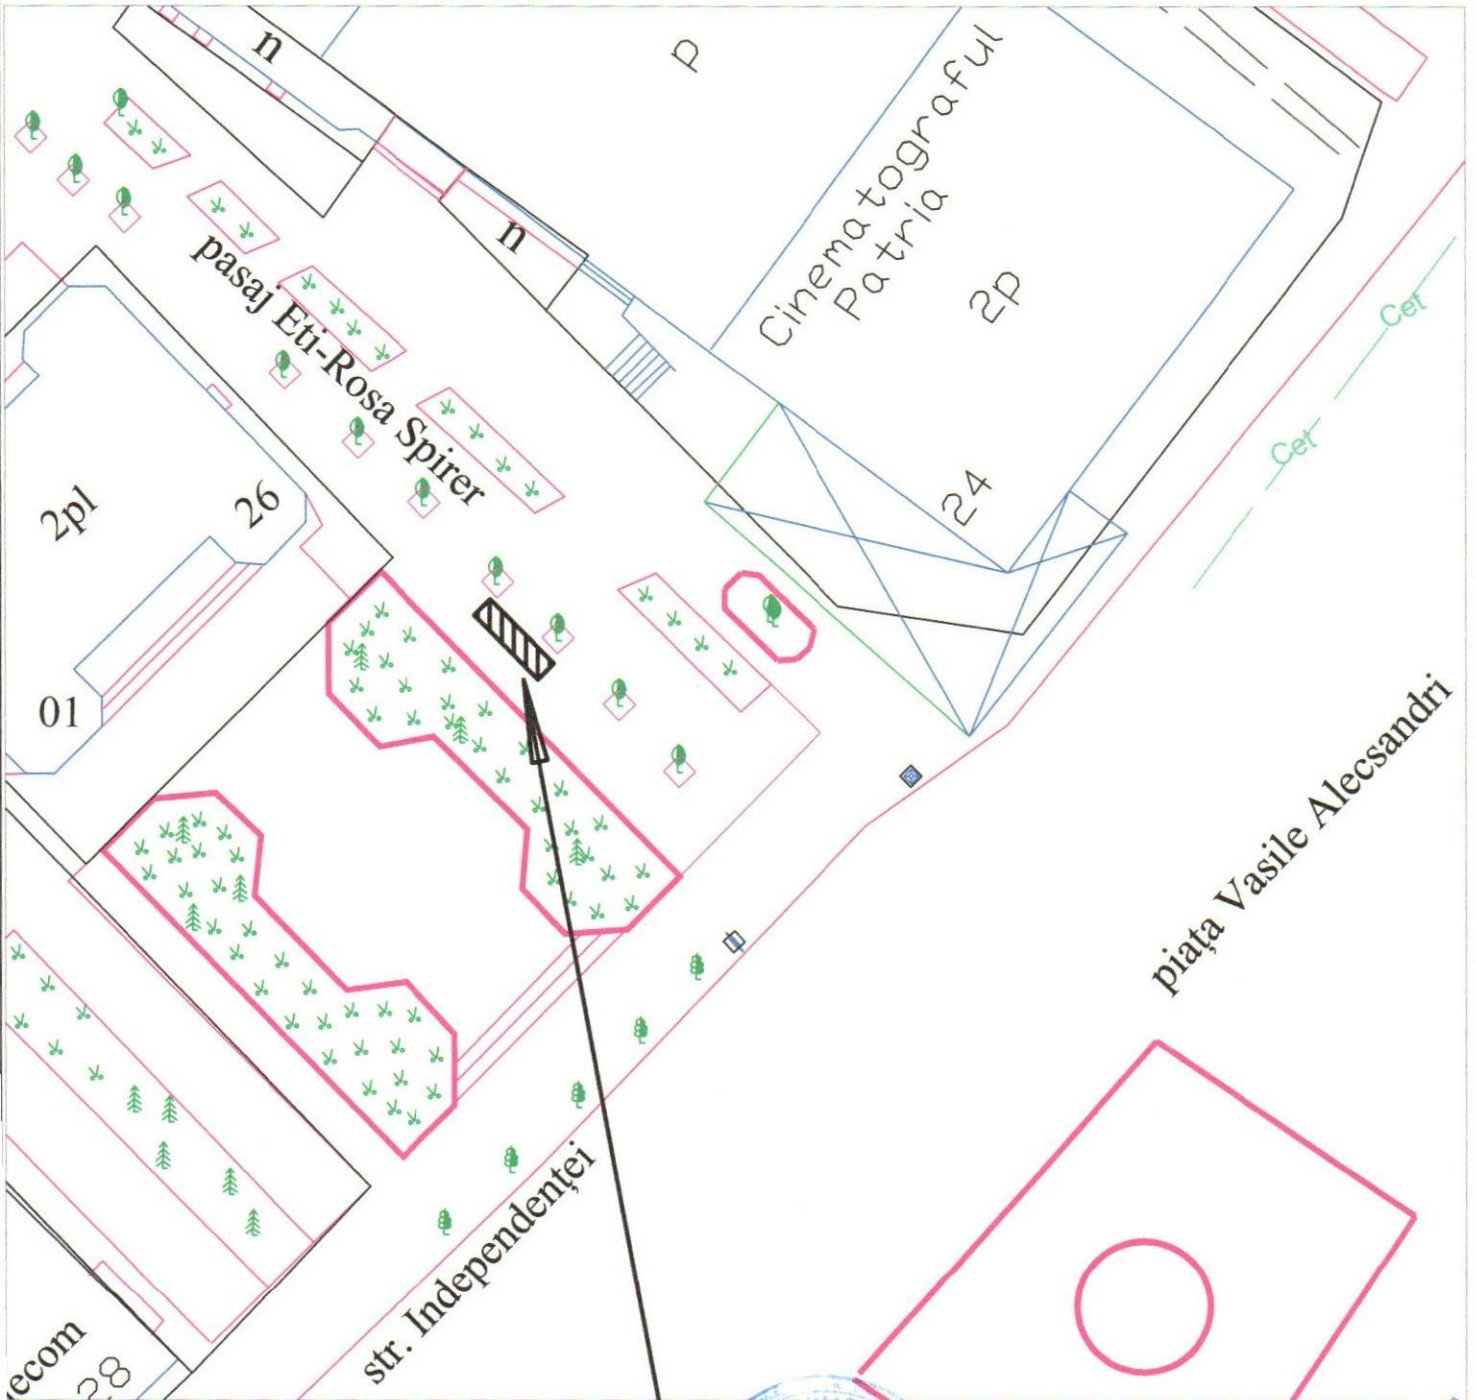 n
P
Cinematograful
Patria
2p
n
pasaj Eti-Rosa Spirer
Cet
Cet
2pl
26
24
01
piața Vasile Alecsandri
str. Independenței
ecom
28